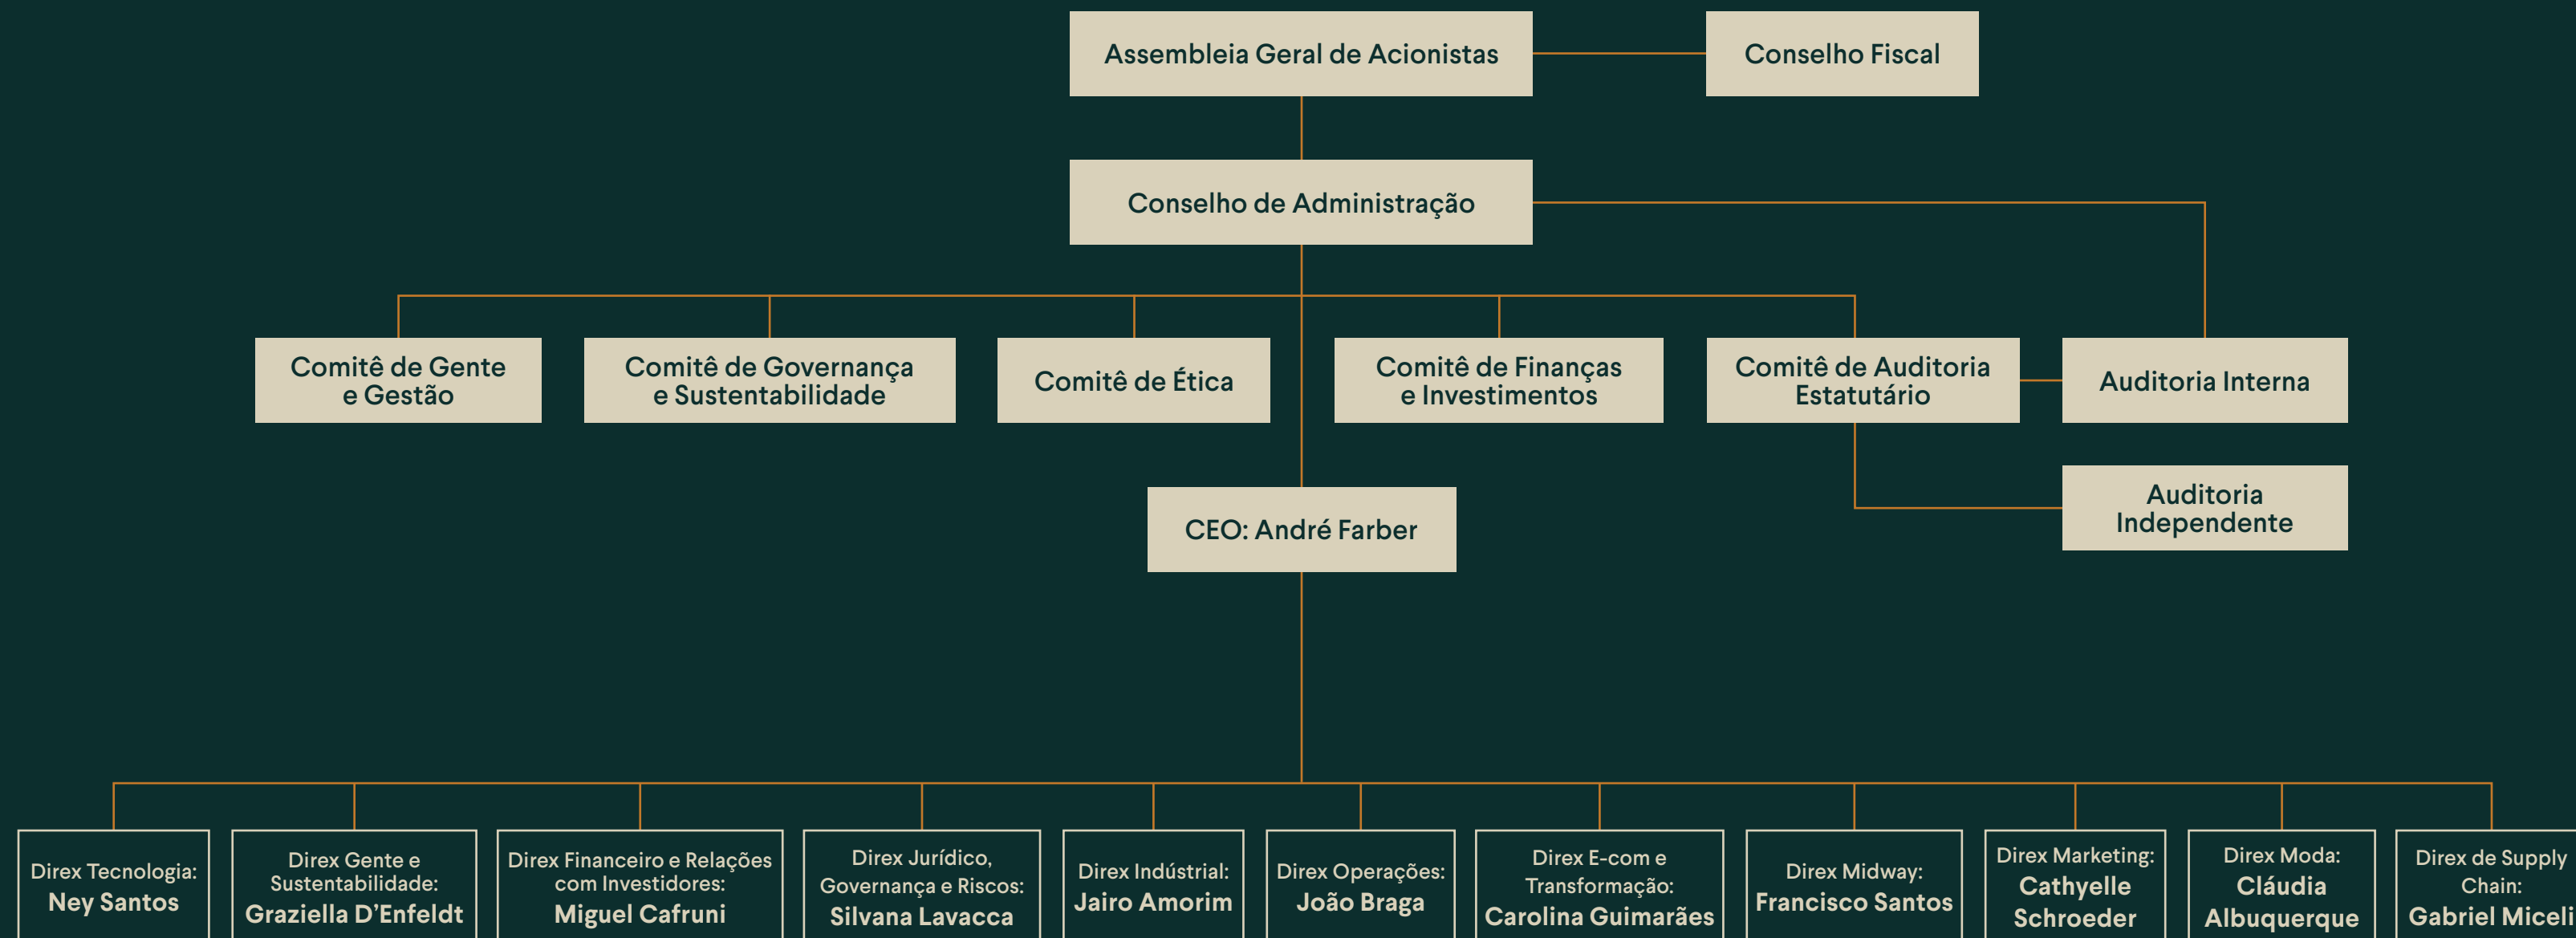 Assembleia Geral de Acionistas
Conselho Fiscal
Conselho de Administração
Comitê de Gente
e Gestão
Comitê de Governança
e Sustentabilidade
Comitê de Ética
Comitê de Finanças
e Investimentos
Comitê de Auditoria
Estatutário
Auditoria Interna
Auditoria
Independente
CEO: André Farber
Direx Tecnologia:
Ney Santos
Direx Gente e
Sustentabilidade:
Graziella D’Enfeldt
Direx Financeiro e Relações
com Investidores:
Miguel Cafruni
Direx Jurídico,
Governança e Riscos:
Silvana Lavacca
Direx Indústrial:
Jairo Amorim
Direx Operações:
João Braga
Direx E-com e
Transformação:
Carolina Guimarães
Direx Midway:
Francisco Santos
Direx Marketing:
Cathyelle
Schroeder
Direx Moda:
Cláudia
Albuquerque
Direx de Supply
Chain:
Gabriel Miceli